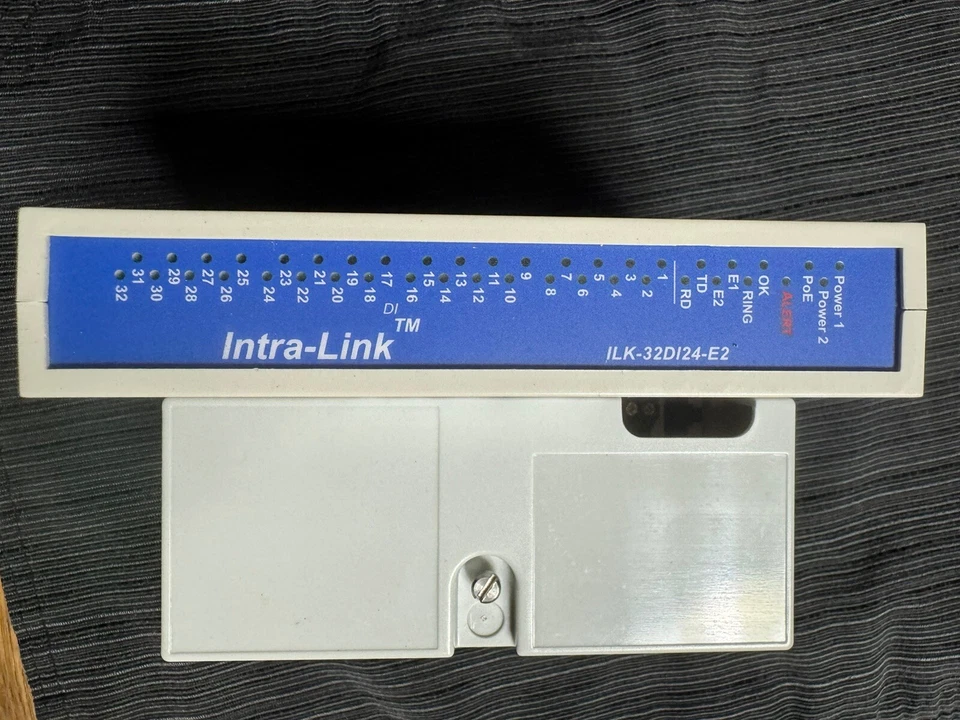 Power 1
Power 2
PoE
ALERT
OK
RING
E1
E2
TD
RD
1
2
3
4
5
6
7
8
9
10
11
12
13
14
15
16
17
18
19
20
21
22
23
24
25
26
27
28
29
30
31
32
DI
Intra-Link™
ILK-32DI24-E2